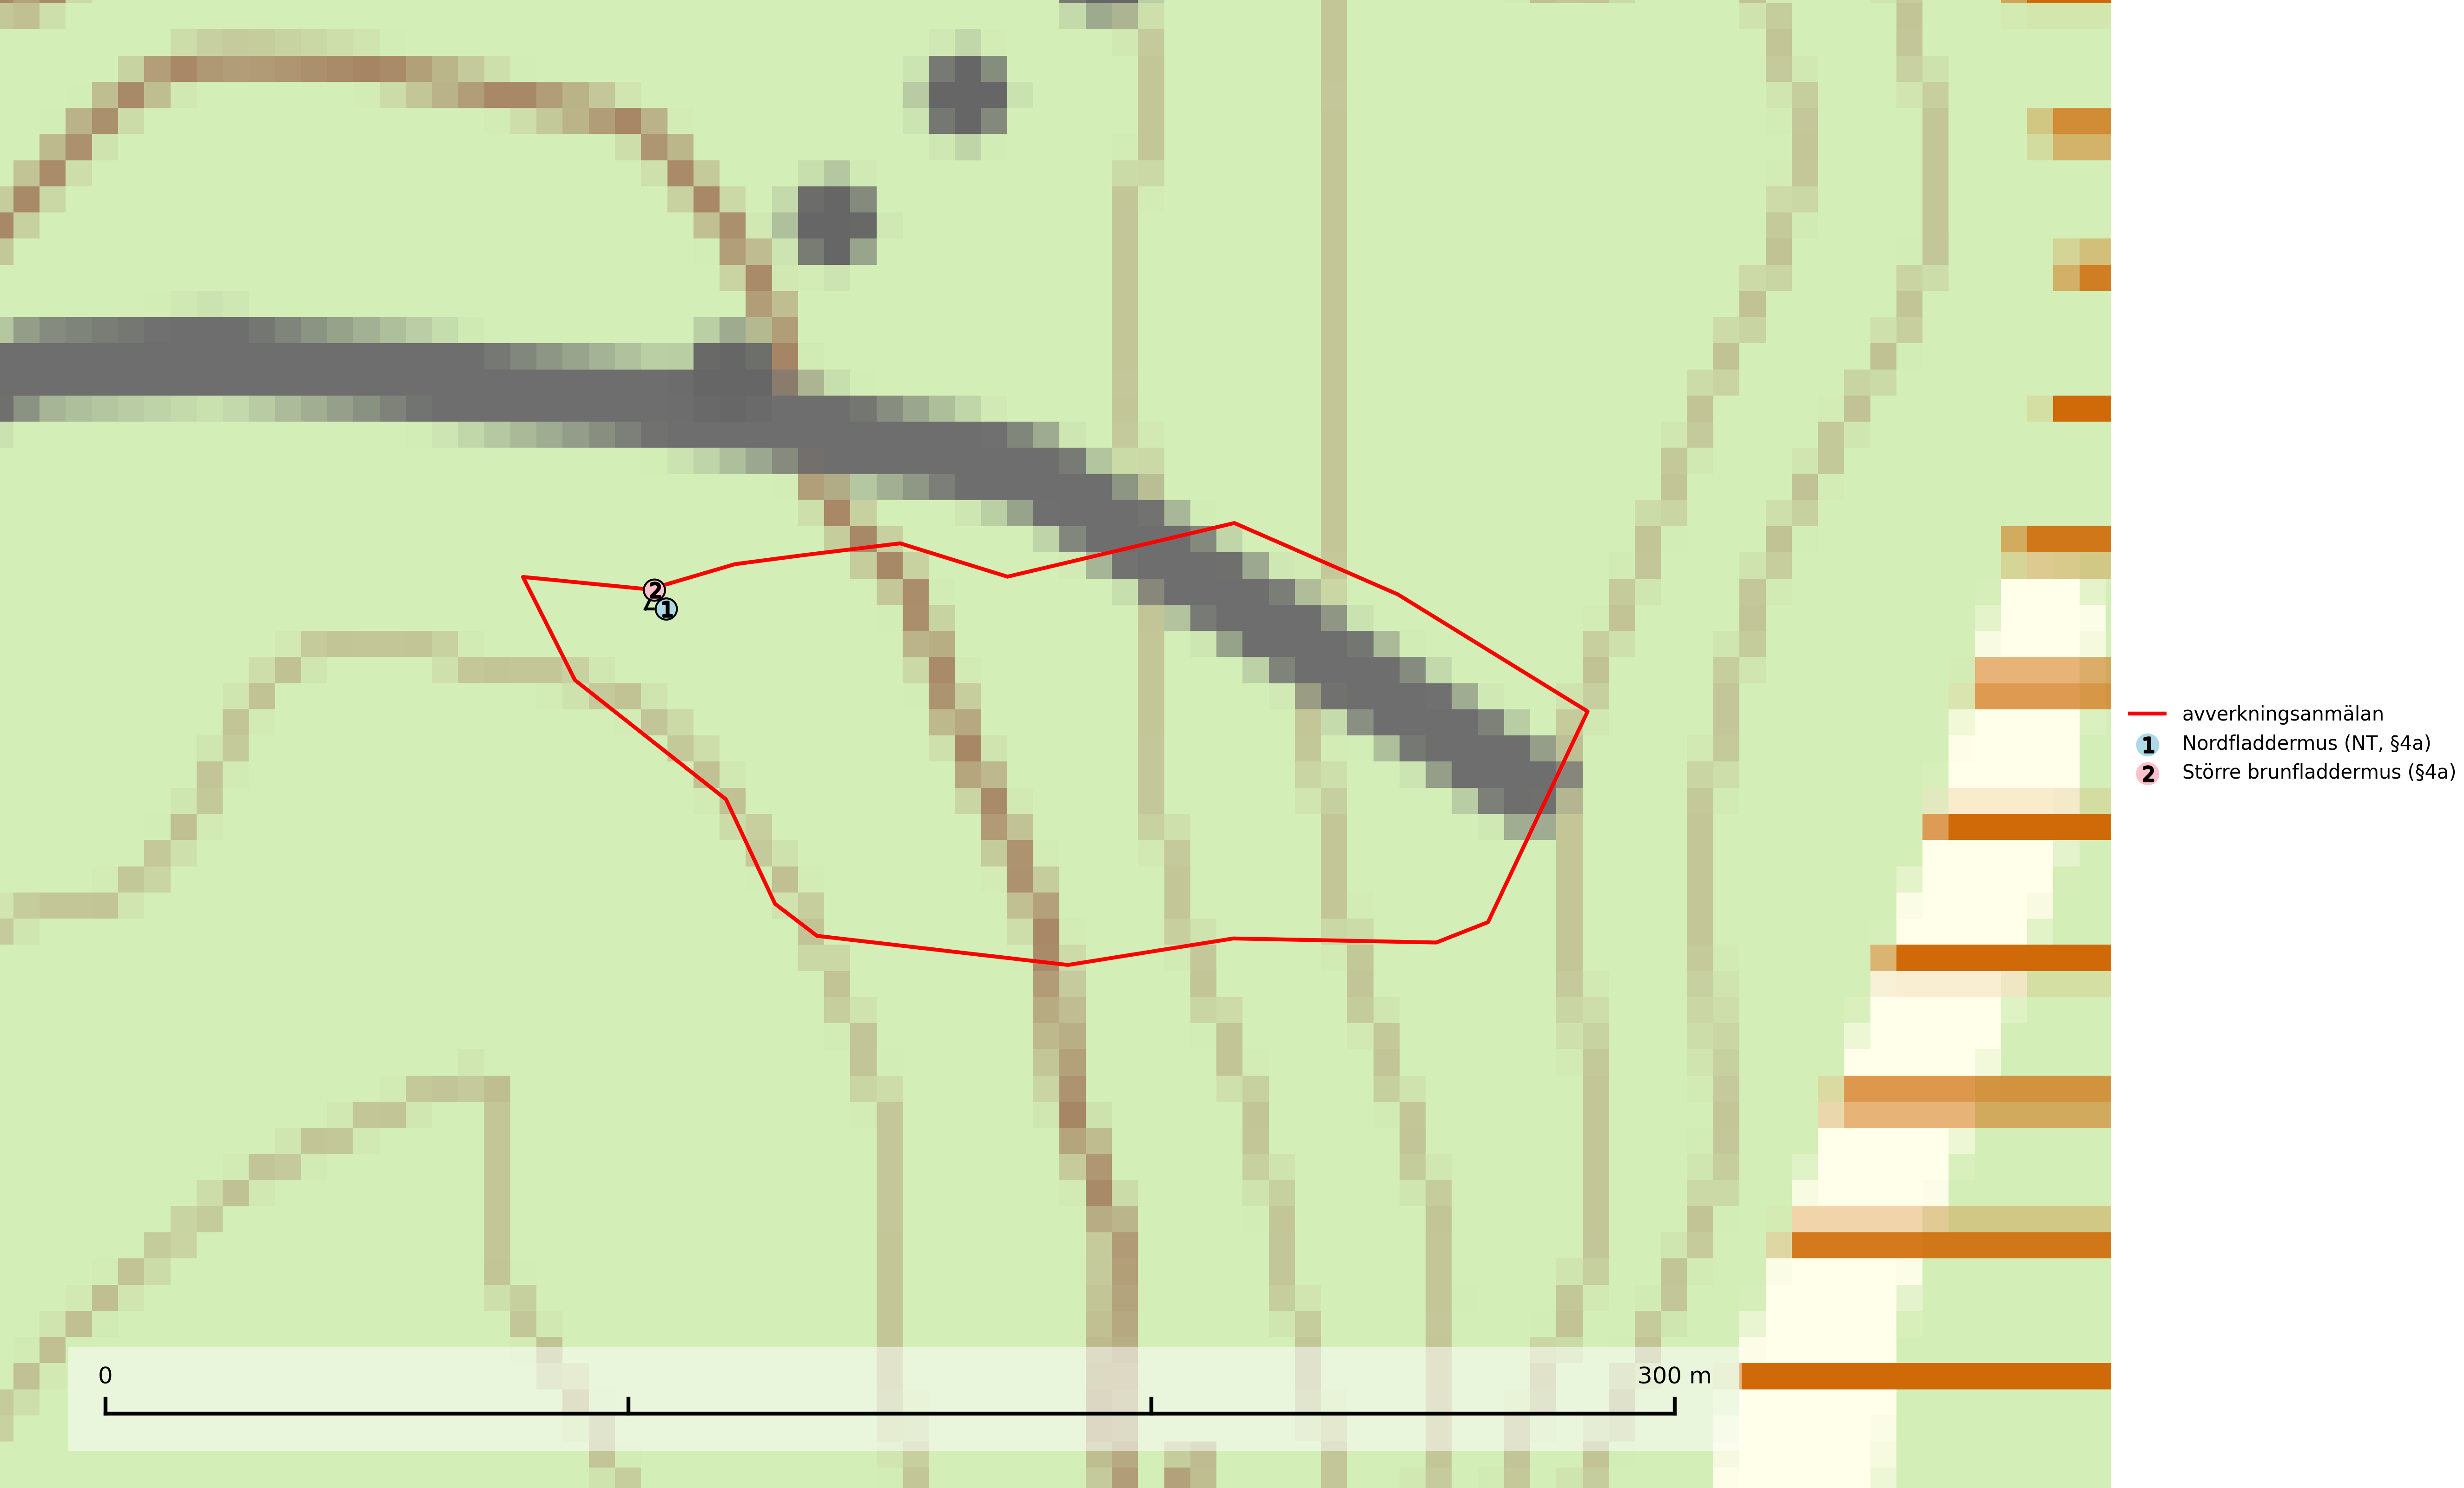 2
1
avverkningsanmälan
1 Nordfladdermus (NT, §4a)
2 Större brunfladdermus (§4a)
0 300 m